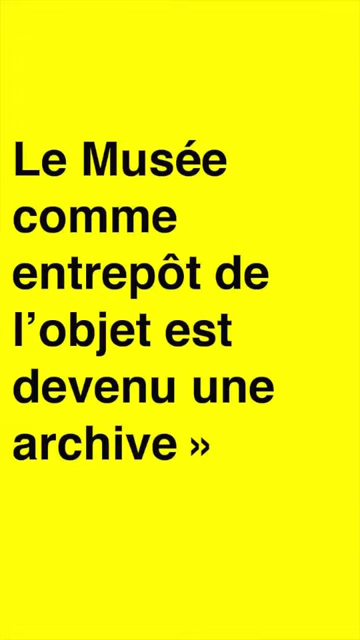 Le Musée
comme
entrepôt de
l’objet est
devenu une
archive »